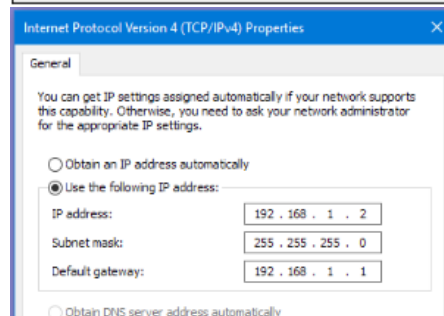 Internet Protocol Version 4 (TCP/IPv4) Properties
General
You can get IP settings assigned automatically if your network supports
this capability. Otherwise, you need to ask your network administrator
for the appropriate IP settings.
Obtain an IP address automatically
Use the following IP address:
IP address: 192 . 168 . 1 . 2
Subnet mask: 255 . 255 . 255 . 0
Default gateway: 192 . 168 . 1 . 1
Obtain DNS server address automatically